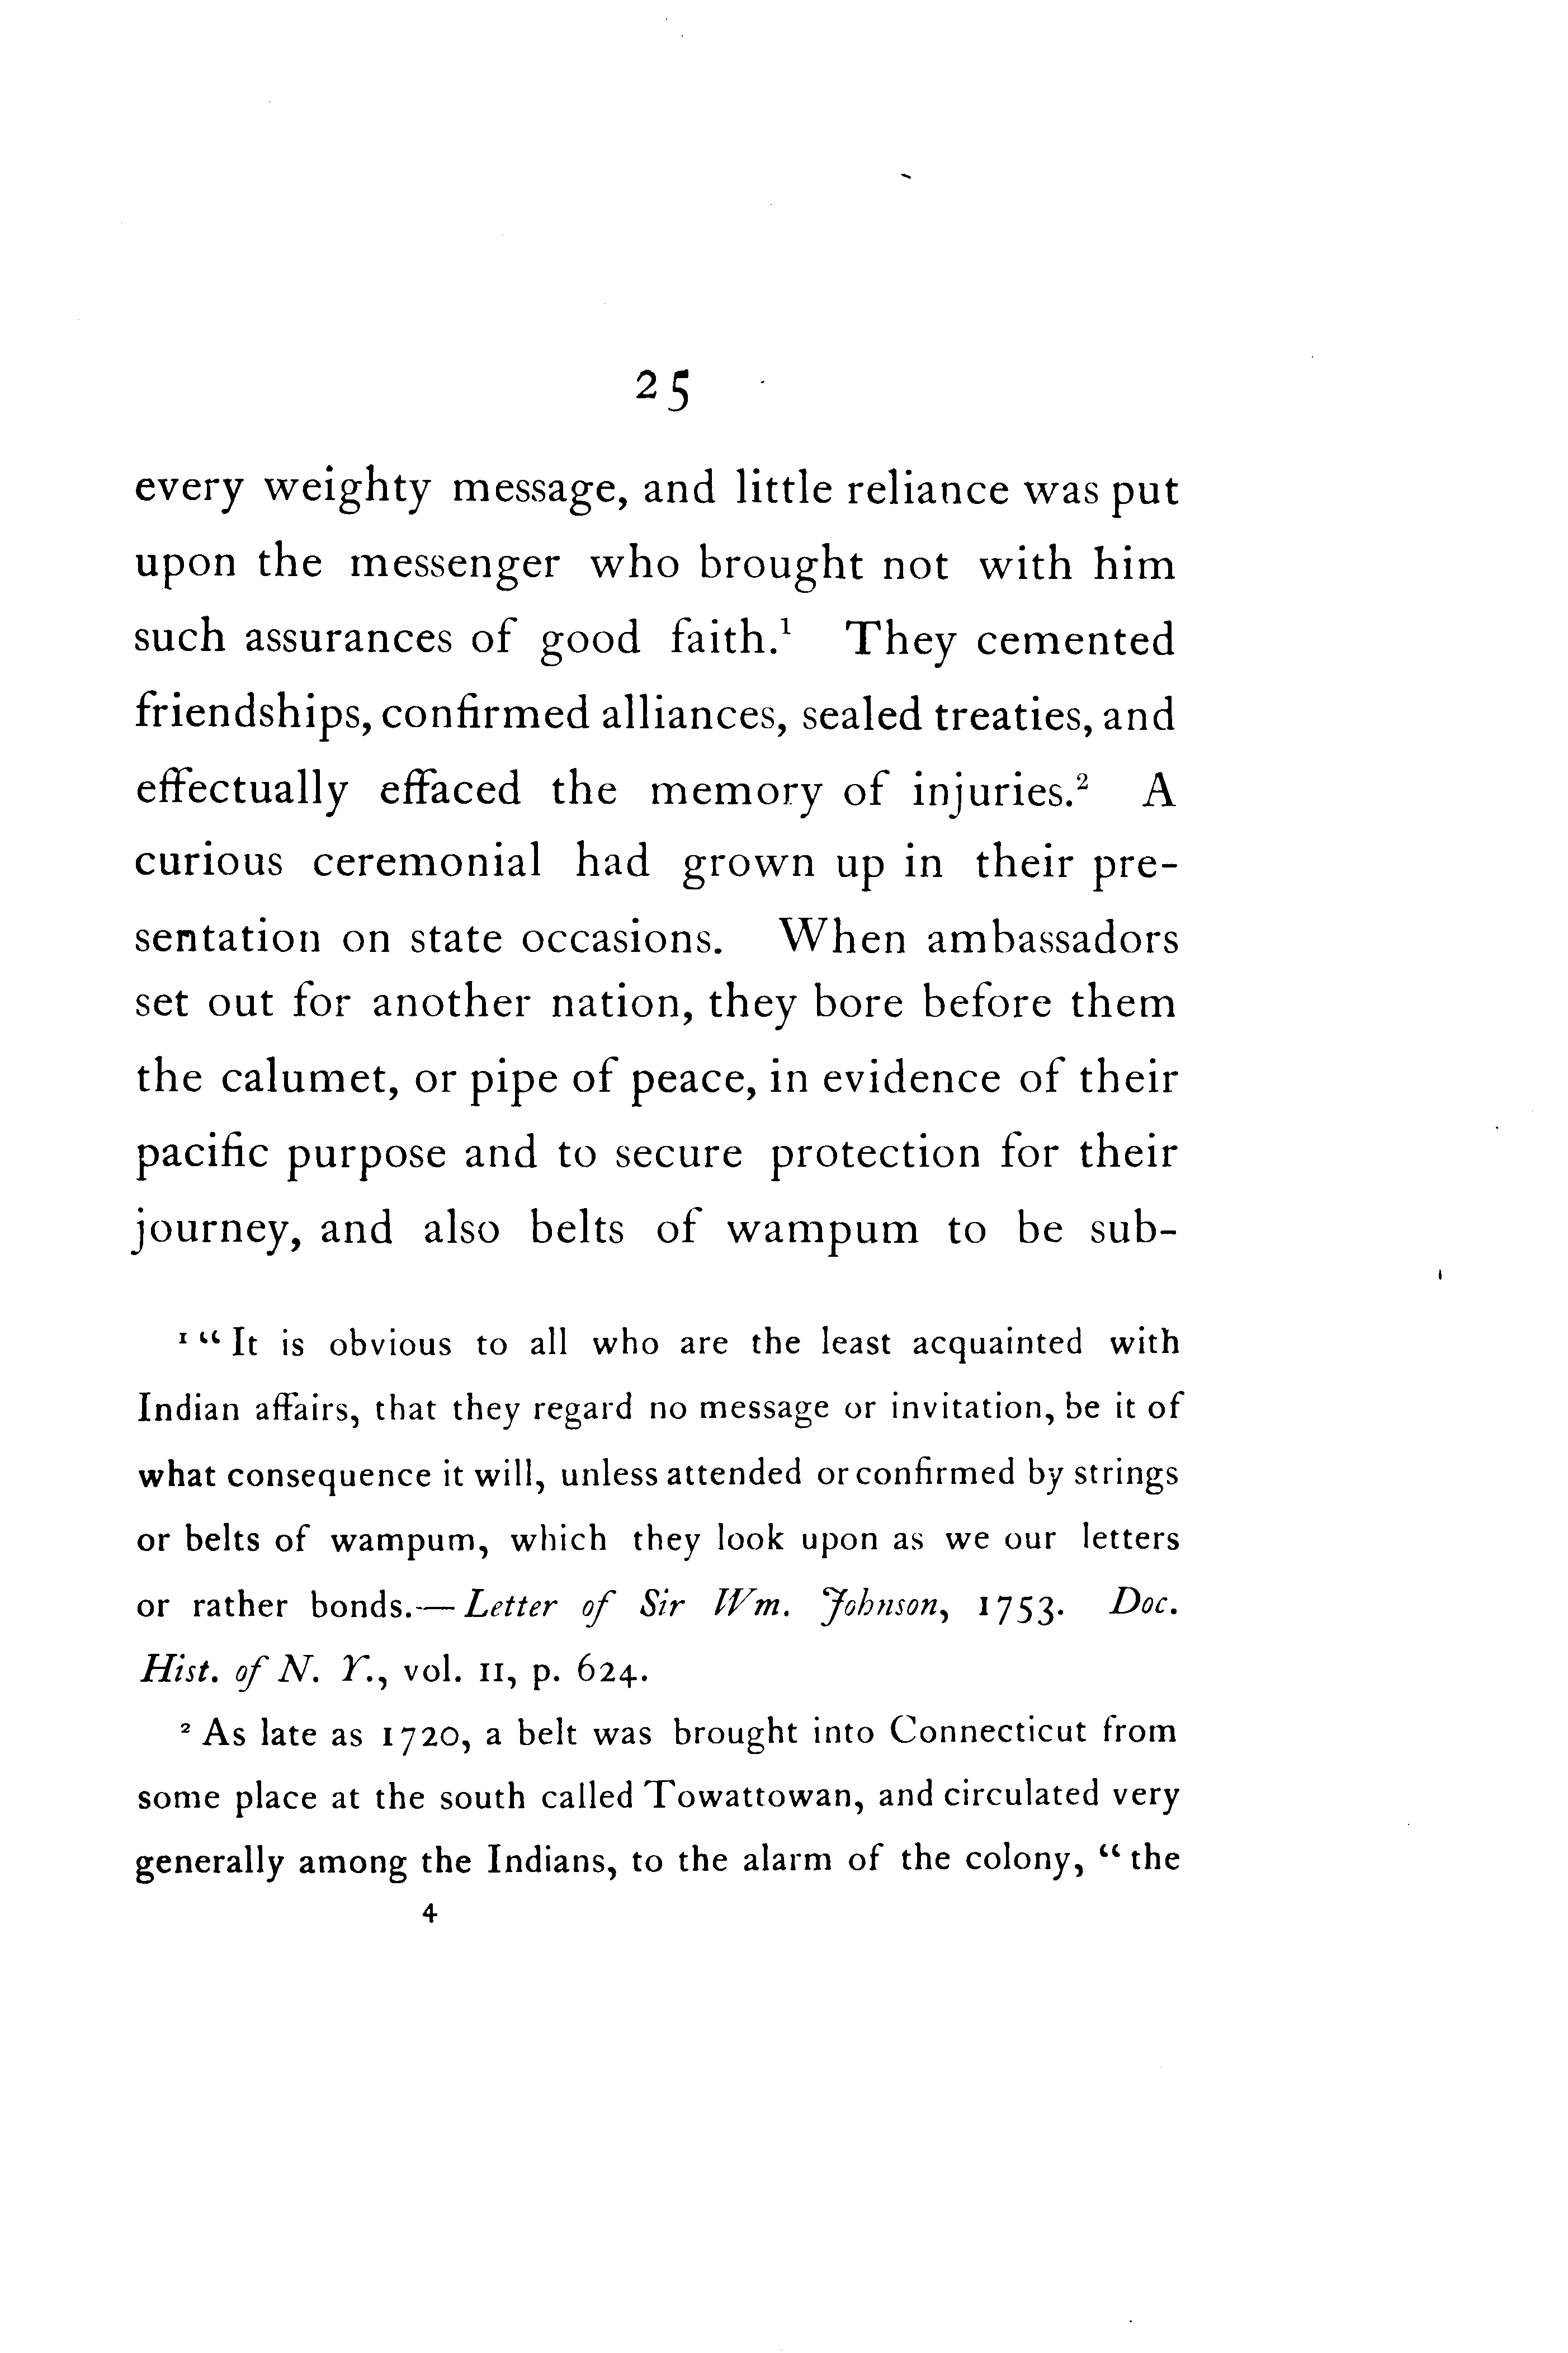 25
every weighty message, and little reliance was put
upon the messenger who brought not with him
such assurances of good faith.¹ They cemented
friendships, confirmed alliances, sealed treaties, and
effectually effaced the memory of injuries.² A
curious ceremonial had grown up in their pre-
sentation on state occasions. When ambassadors
set out for another nation, they bore before them
the calumet, or pipe of peace, in evidence of their
pacific purpose and to secure protection for their
journey, and also belts of wampum to be sub-
¹ “ It is obvious to all who are the least acquainted with
Indian affairs, that they regard no message or invitation, be it of
what consequence it will, unless attended or confirmed by strings
or belts of wampum, which they look upon as we our letters
or rather bonds.—Letter of Sir Wm. Johnson, 1753. Doc.
Hist. of N. Y., vol. II, p. 624.
² As late as 1720, a belt was brought into Connecticut from
some place at the south called Towattowan, and circulated very
generally among the Indians, to the alarm of the colony, “ the
4